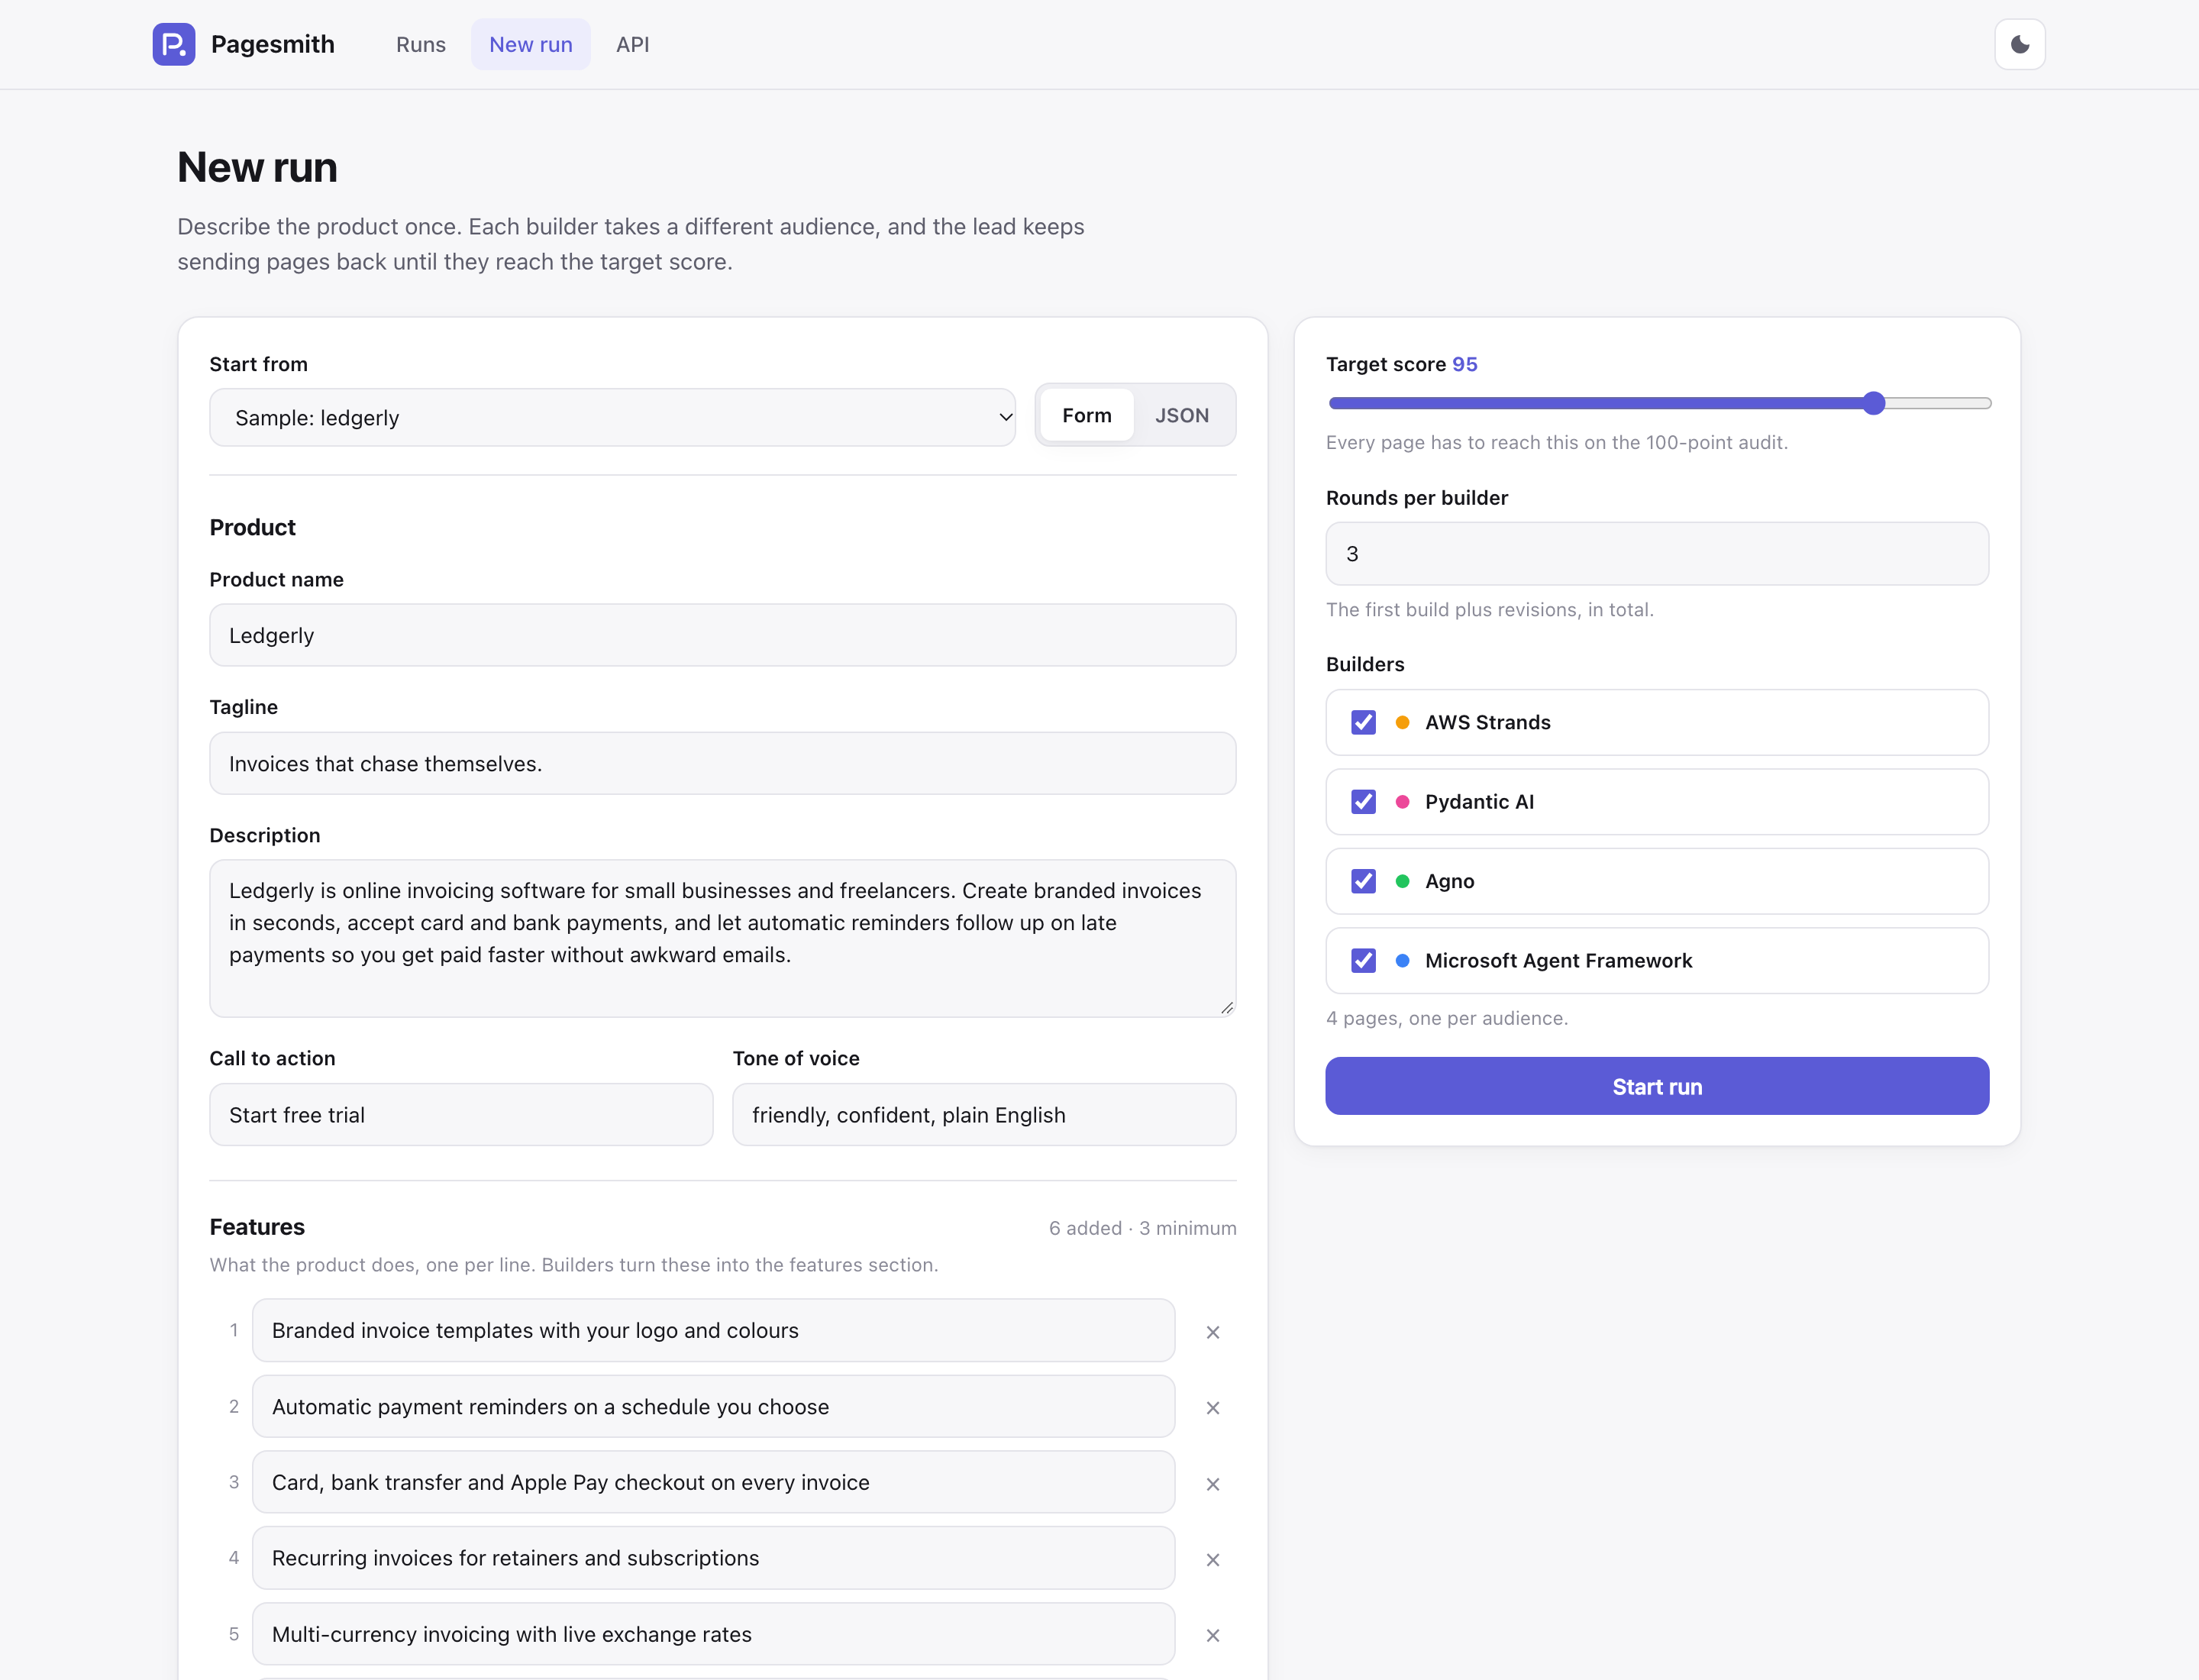 Pagesmith
Runs
New run
API
New run
Describe the product once. Each builder takes a different audience, and the lead keeps
sending pages back until they reach the target score.
Start from
Sample: ledgerly
Form
JSON
Product
Product name
Ledgerly
Tagline
Invoices that chase themselves.
Description
Ledgerly is online invoicing software for small businesses and freelancers. Create branded invoices
in seconds, accept card and bank payments, and let automatic reminders follow up on late
payments so you get paid faster without awkward emails.
Call to action
Tone of voice
Start free trial
friendly, confident, plain English
Features
6 added · 3 minimum
What the product does, one per line. Builders turn these into the features section.
1 Branded invoice templates with your logo and colours
2 Automatic payment reminders on a schedule you choose
3 Card, bank transfer and Apple Pay checkout on every invoice
4 Recurring invoices for retainers and subscriptions
5 Multi-currency invoicing with live exchange rates
Target score 95
Every page has to reach this on the 100-point audit.
Rounds per builder
3
The first build plus revisions, in total.
Builders
AWS Strands
Pydantic AI
Agno
Microsoft Agent Framework
4 pages, one per audience.
Start run